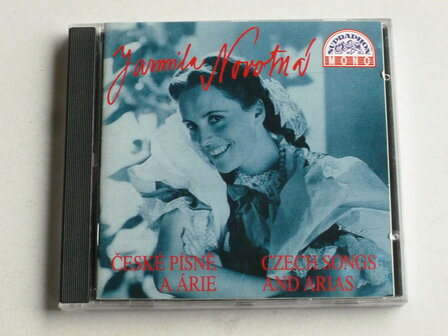 Jarmila Novotná
SUPRAPHON
MONO
ČESKÉ PÍSNĚ
A ÁRIE
CZECH SONGS
AND ARIAS